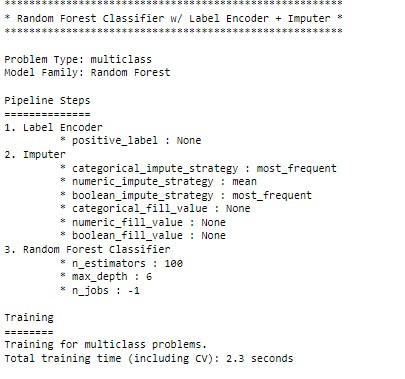 *******************************************************
* Random Forest Classifier w/ Label Encoder + Imputer *
*******************************************************
Problem Type: multiclass
Model Family: Random Forest
Pipeline Steps
==============
1. Label Encoder
* positive_label : None
2. Imputer
* categorical_impute_strategy : most_frequent
* numeric_impute_strategy : mean
* boolean_impute_strategy : most_frequent
* categorical_fill_value : None
* numeric_fill_value : None
* boolean_fill_value : None
3. Random Forest Classifier
* n_estimators : 100
* max_depth : 6
* n_jobs : -1
Training
========
Training for multiclass problems.
Total training time (including CV): 2.3 seconds